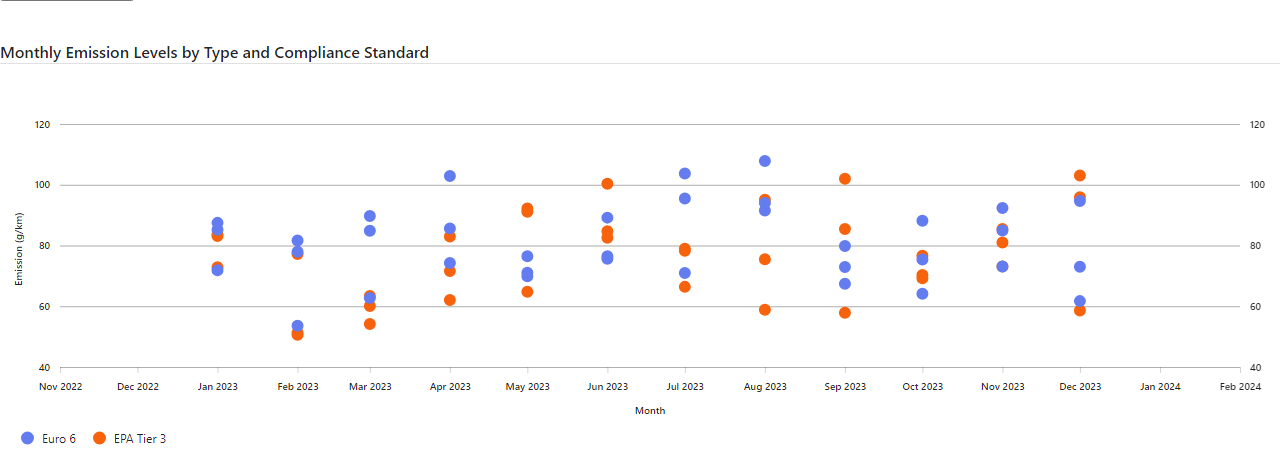 Monthly Emission Levels by Type and Compliance Standard
120 120
100 100
80 80
60 60
40 40
Emission (g/km)
Nov 2022 Dec 2022 Jan 2023 Feb 2023 Mar 2023 Apr 2023 May 2023 Jun 2023 Jul 2023 Aug 2023 Sep 2023 Oct 2023 Nov 2023 Dec 2023 Jan 2024 Feb 2024
Month
Euro 6 EPA Tier 3